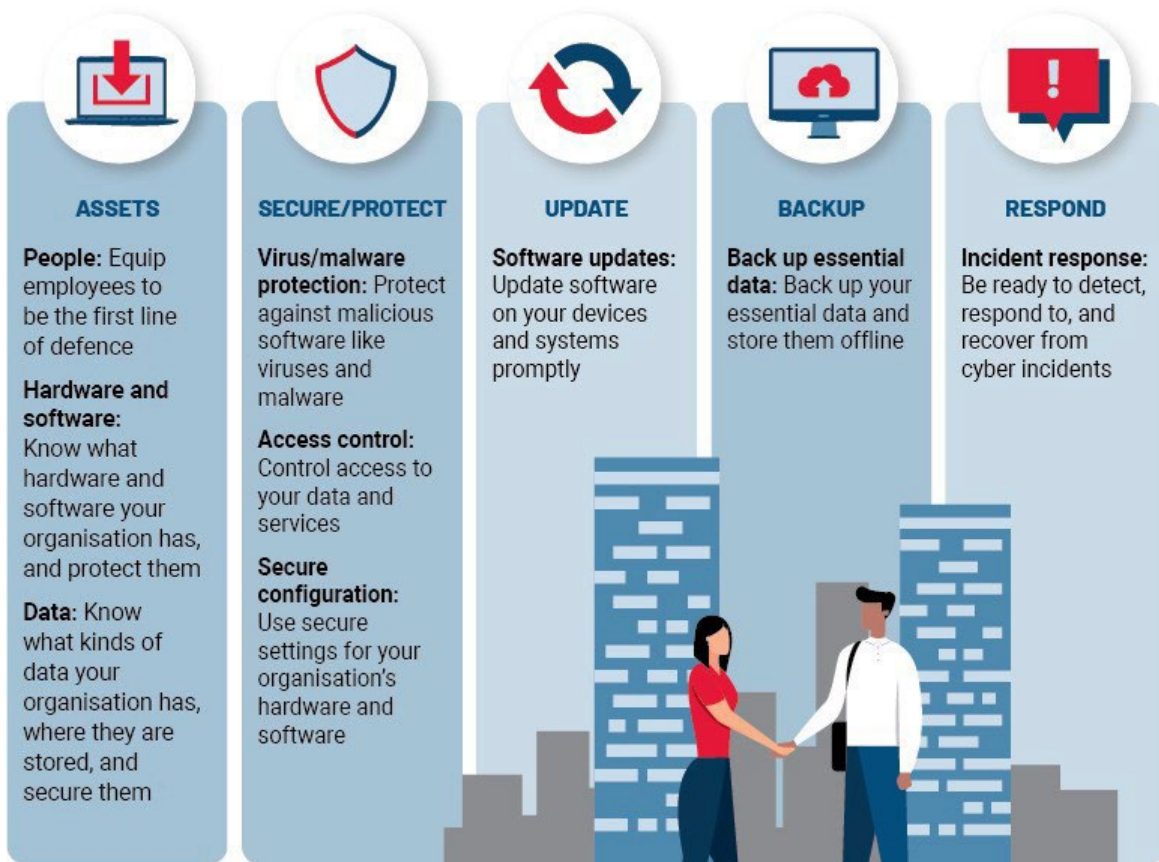 ASSETS
People: Equip
employees to
be the first line
of defence
Hardware and
software:
Know what
hardware and
software your
organisation has,
and protect them
Data: Know
what kinds of
data your
organisation has,
where they are
stored, and
secure them
SECURE/PROTECT
Virus/malware
protection: Protect
against malicious
software like
viruses and
malware
Access control:
Control access to
your data and
services
Secure
configuration:
Use secure
settings for your
organisation's
hardware and
software
UPDATE
Software updates:
Update software
on your devices
and systems
promptly
BACKUP
Back up essential
data: Back up your
essential data and
store them offline
RESPOND
Incident response:
Be ready to detect,
respond to, and
recover from
cyber incidents